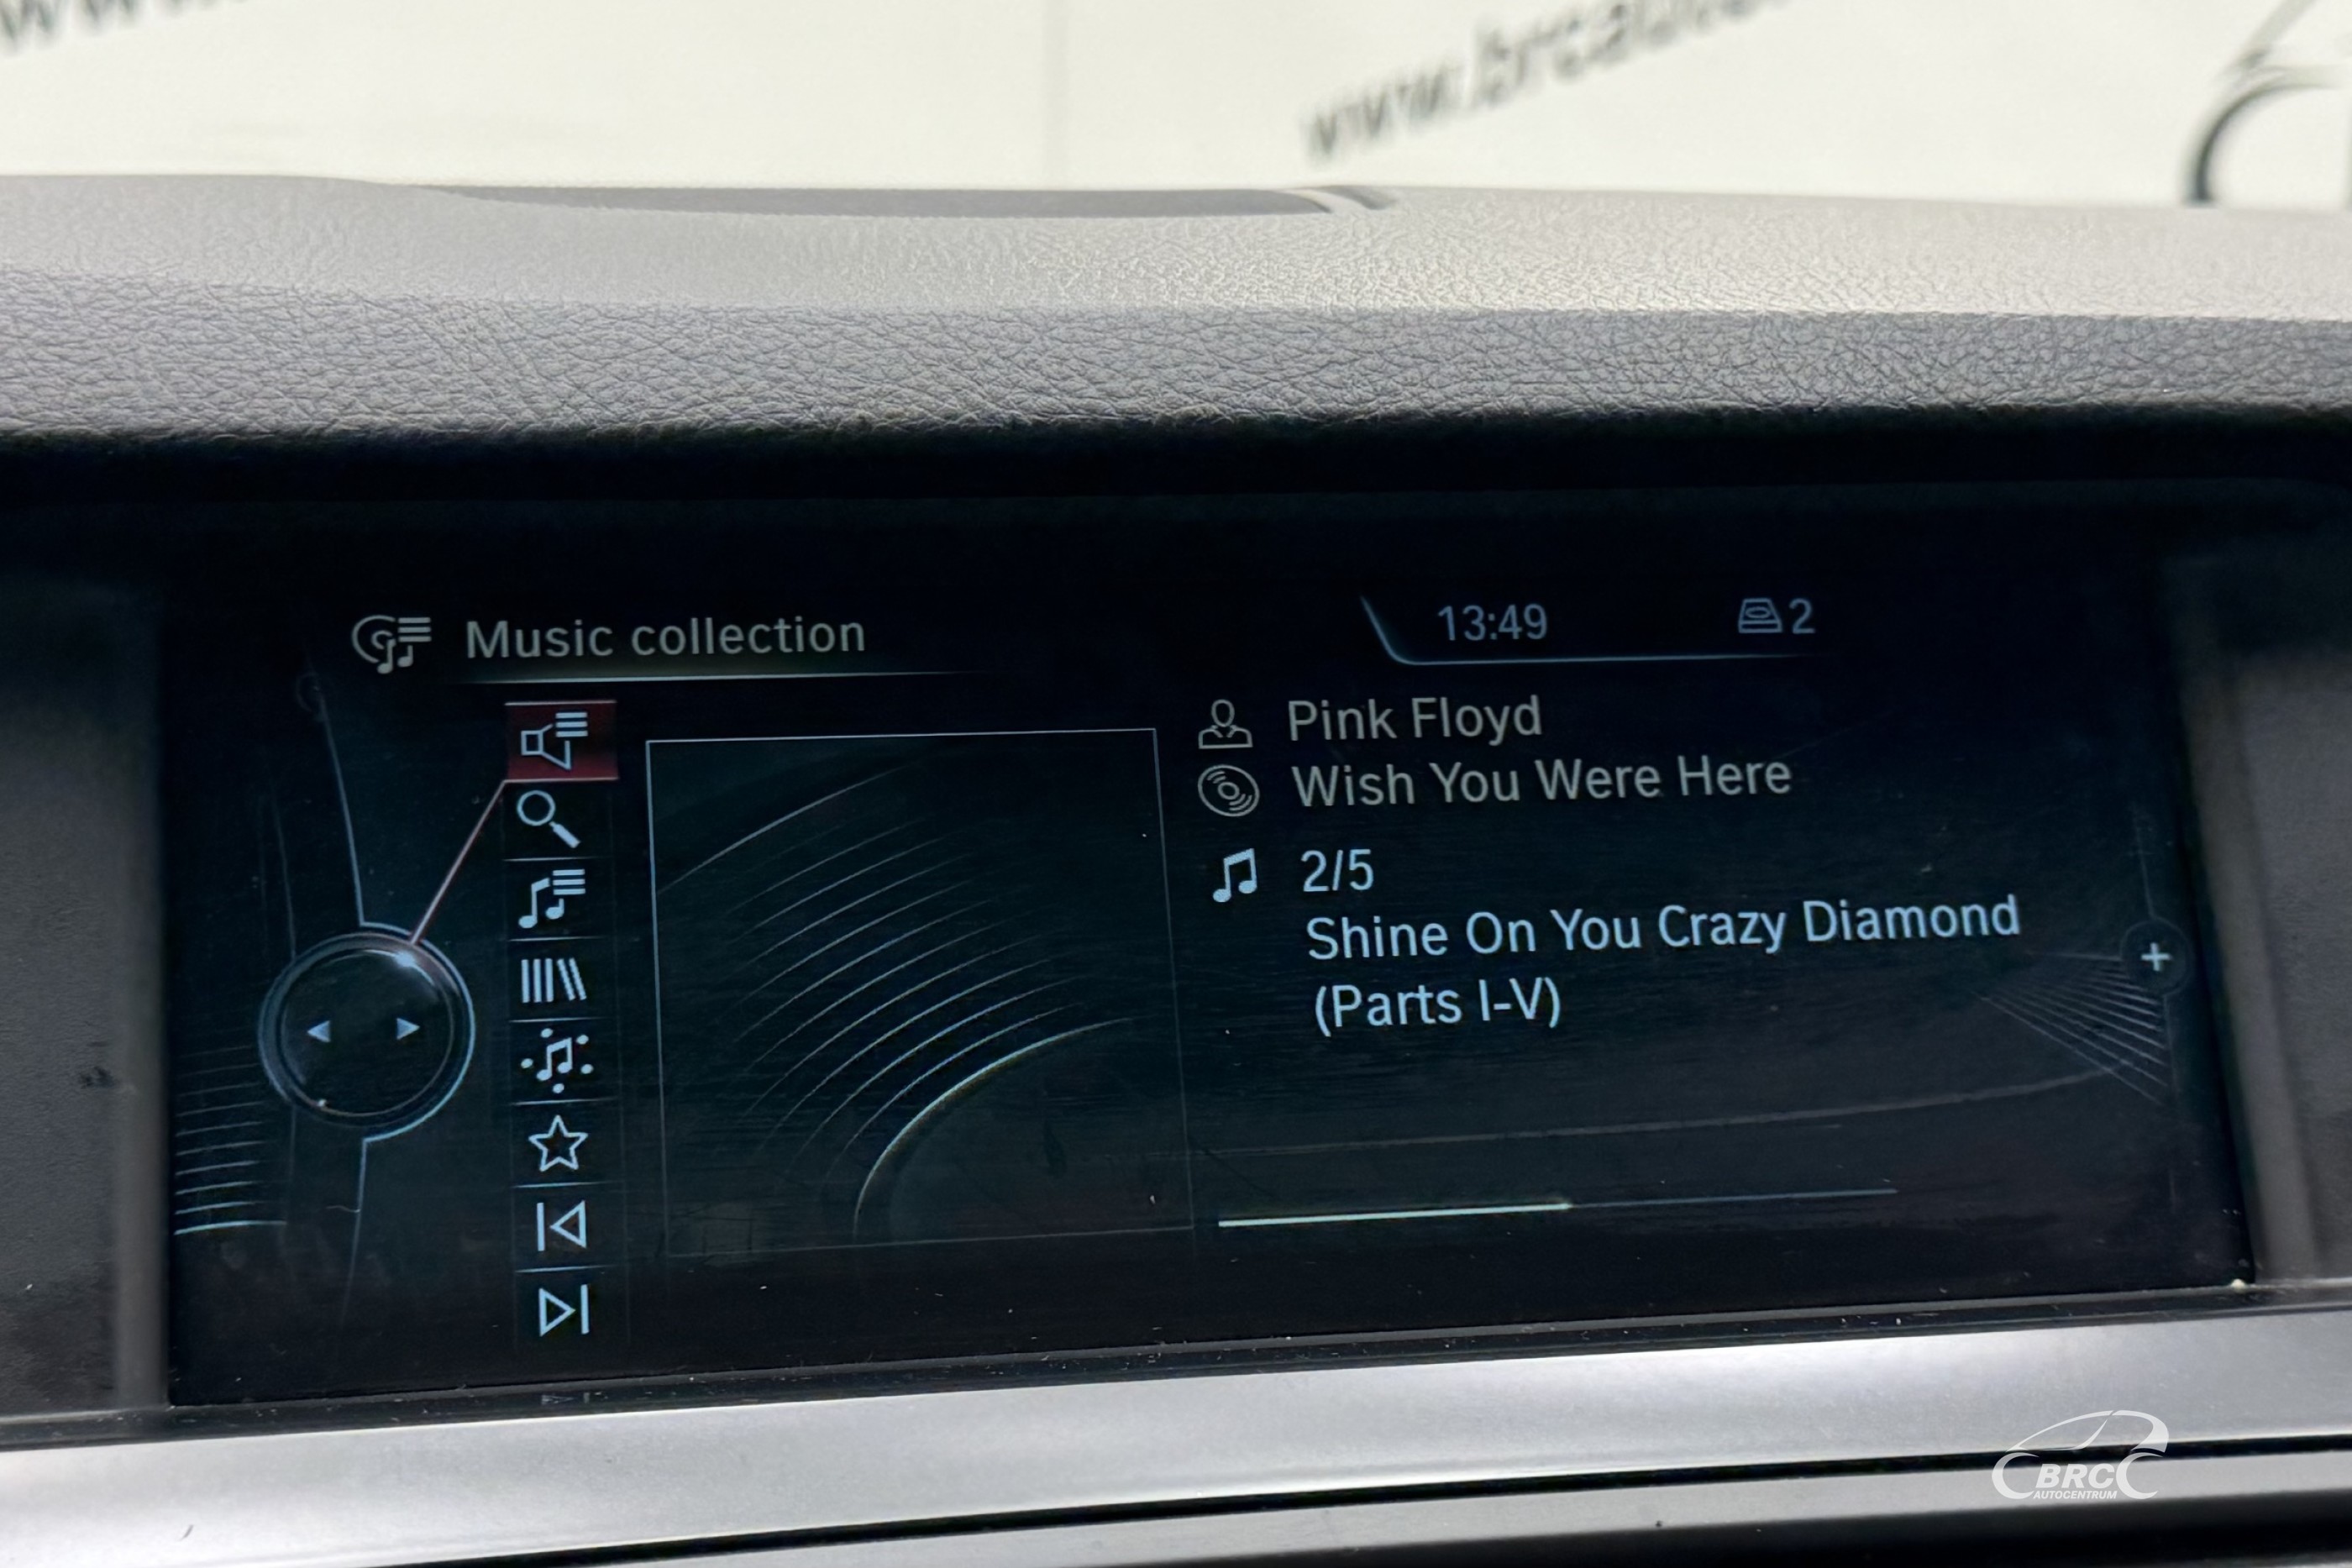 Music collection
13:49
2
Pink Floyd
Wish You Were Here
2/5
Shine On You Crazy Diamond
(Parts I-V)
BRC
AUTOCENTRUM